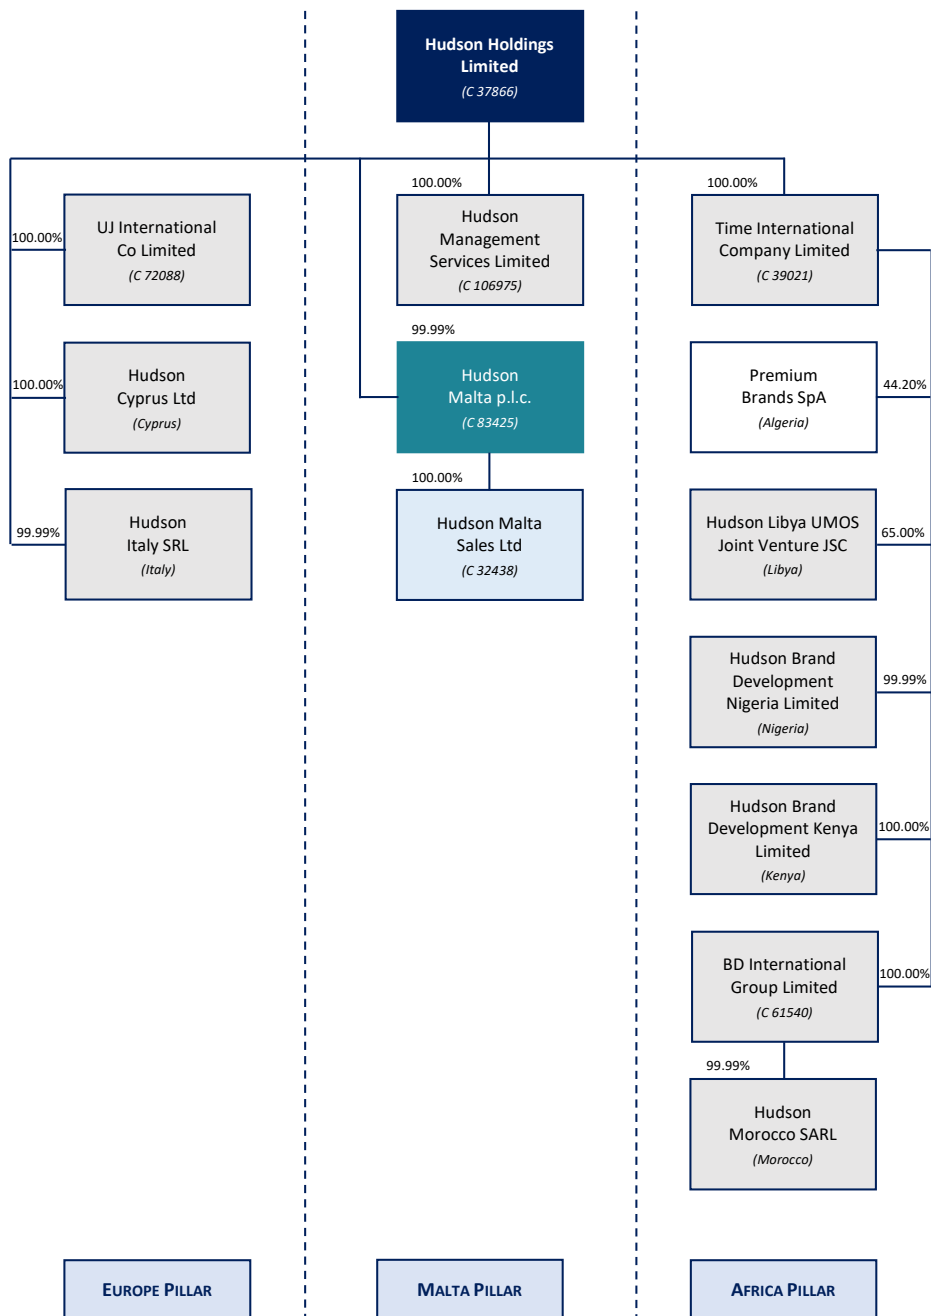 Hudson Holdings
Limited
(C 37866)
100.00%
UJ International
Co Limited
(C 72088)
100.00%
Hudson
Cyprus Ltd
(Cyprus)
99.99%
Hudson
Italy SRL
(Italy)
EUROPE PILLAR
100.00%
Hudson
Management
Services Limited
(C 106975)
99.99%
Hudson
Malta p.l.c.
(C 83425)
100.00%
Hudson Malta
Sales Ltd
(C 32438)
MALTA PILLAR
100.00%
Time International
Company Limited
(C 39021)
Premium
Brands SpA
(Algeria)
44.20%
Hudson Libya UMOS
Joint Venture JSC
(Libya)
65.00%
Hudson Brand
Development
Nigeria Limited
(Nigeria)
99.99%
Hudson Brand
Development Kenya
Limited
(Kenya)
100.00%
BD International
Group Limited
(C 61540)
100.00%
99.99%
Hudson
Morocco SARL
(Morocco)
AFRICA PILLAR